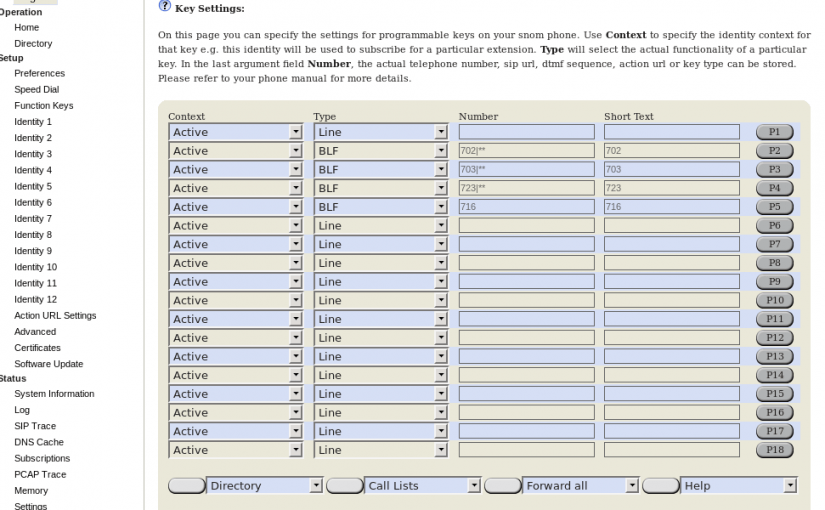 Operation
Home
Directory
Setup
Preferences
Speed Dial
Function Keys
Identity 1
Identity 2
Identity 3
Identity 4
Identity 5
Identity 6
Identity 7
Identity 8
Identity 9
Identity 10
Identity 11
Identity 12
Action URL Settings
Advanced
Certificates
Software Update
Status
System Information
Log
SIP Trace
DNS Cache
Subscriptions
PCAP Trace
Memory
Settings
Key Settings:
On this page you can specify the settings for programmable keys on your snom phone. Use Context to specify the identity context for
that key e.g. this identity will be used to subscribe for a particular extension. Type will select the actual functionality of a particular
key. In the last argument field Number, the actual telephone number, sip url, dtmf sequence, action url or key type can be stored.
Please refer to your phone manual for more details.
Context Type Number Short Text
Active Line P1
Active BLF 702|** 702 P2
Active BLF 703|** 703 P3
Active BLF 723|** 723 P4
Active BLF 716 716 P5
Active Line P6
Active Line P7
Active Line P8
Active Line P9
Active Line P10
Active Line P11
Active Line P12
Active Line P13
Active Line P14
Active Line P15
Active Line P16
Active Line P17
Active Line P18
Directory Call Lists Forward all Help